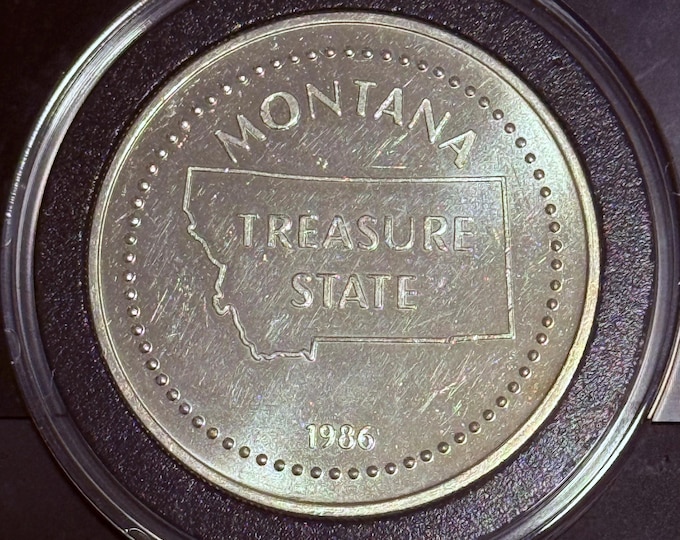 MONTANA
TREASURE
STATE
1986